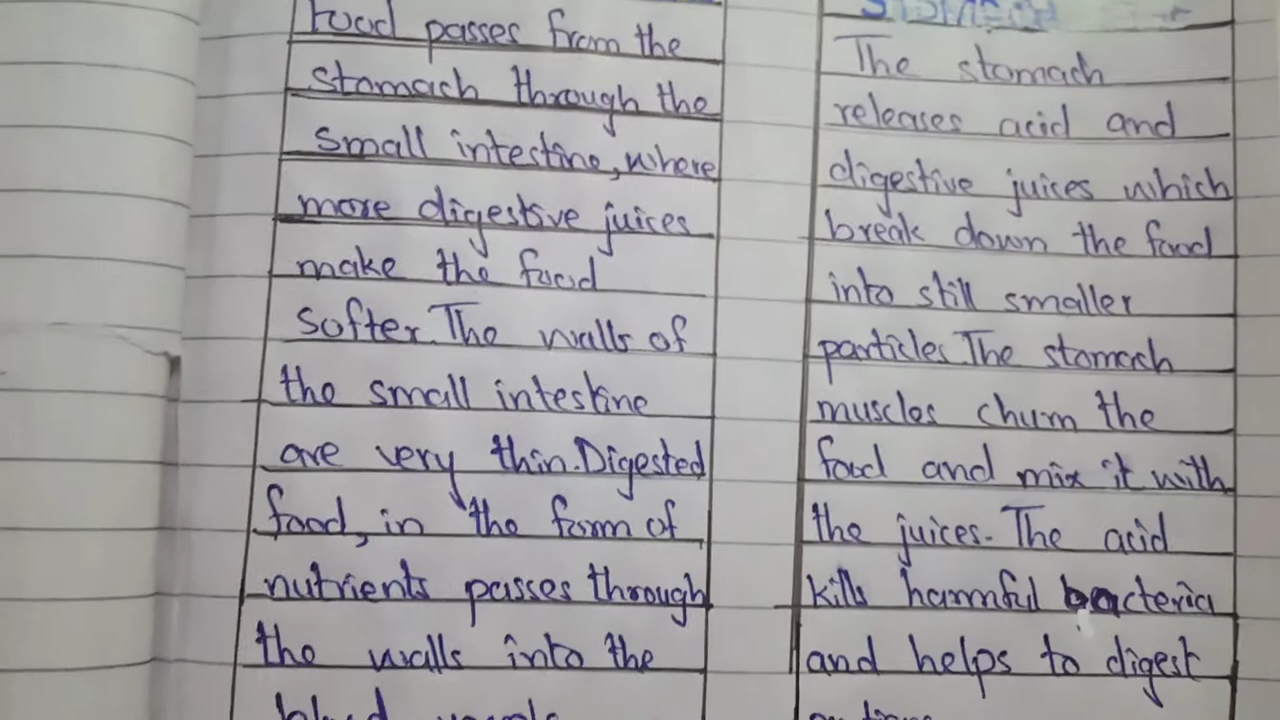 Food passes from the
stomach through the
small intestine, where
more digestive juices
make the food
softer. The walls of
the small intestine
are very thin. Digested
food, in the form of
nutrients passes through
the walls into the
blood vessels
STOMACH
The stomach
releases acid and
digestive juices which
break down the food
into still smaller
particles. The stomach
muscles churn the
food and mix it with
the juices. The acid
kills harmful bacteria
and helps to digest